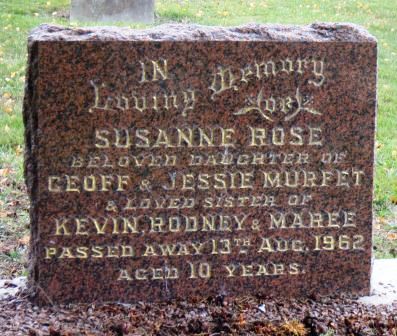 IN
Loving Memory
OF
SUSANNE ROSE
BELOVED DAUGHTER OF
GEOFF & JESSIE MURFET
& LOVED SISTER OF
KEVIN, RODNEY & MAREE
PASSED AWAY 13TH AUG. 1962
AGED 10 YEARS.